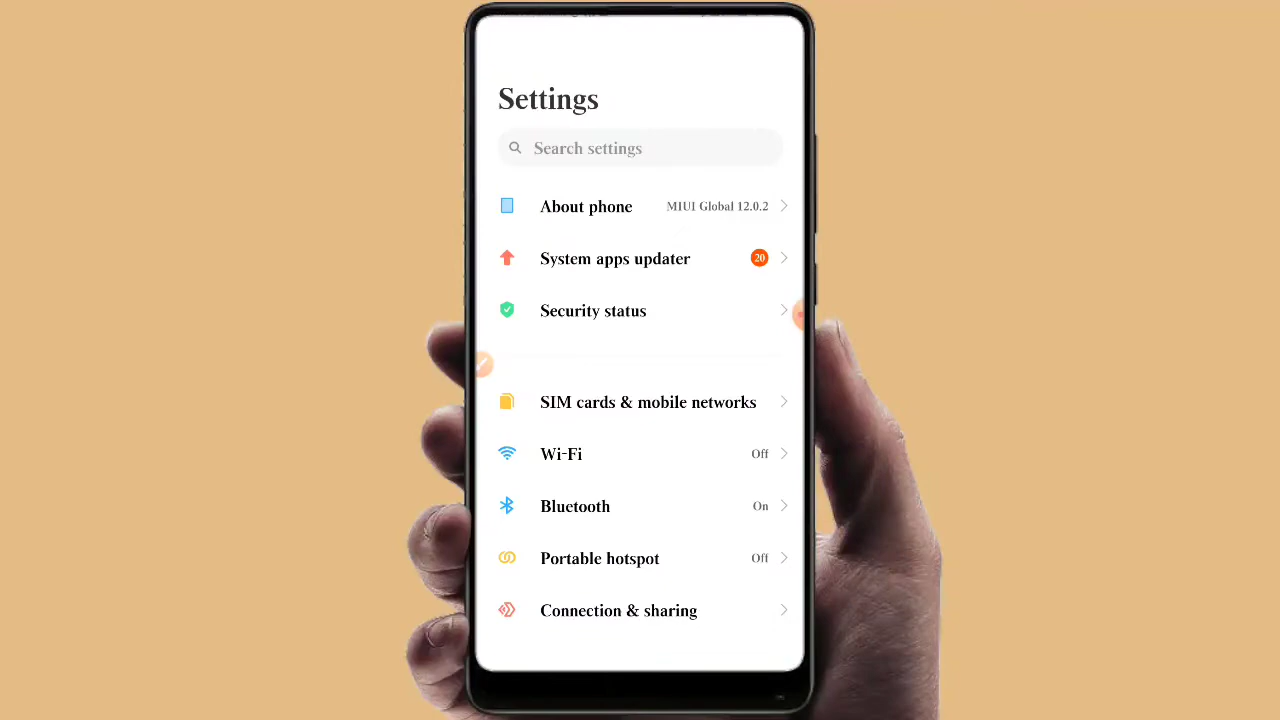 Settings
Search settings
About phone MIUI Global 12.0.2
System apps updater 20
Security status
SIM cards & mobile networks
Wi-Fi Off
Bluetooth On
Portable hotspot Off
Connection & sharing